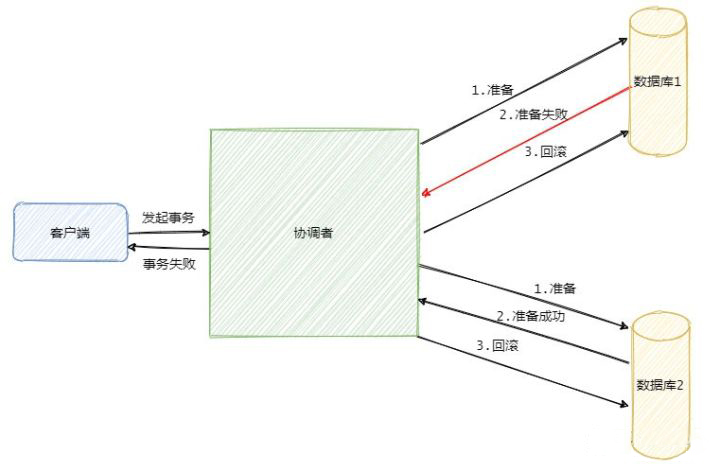 1.准备
数据库1
2.准备失败
3.回滚
发起事务
客户端
协调者
事务失败
1.准备
2.准备成功
3.回滚
数据库2